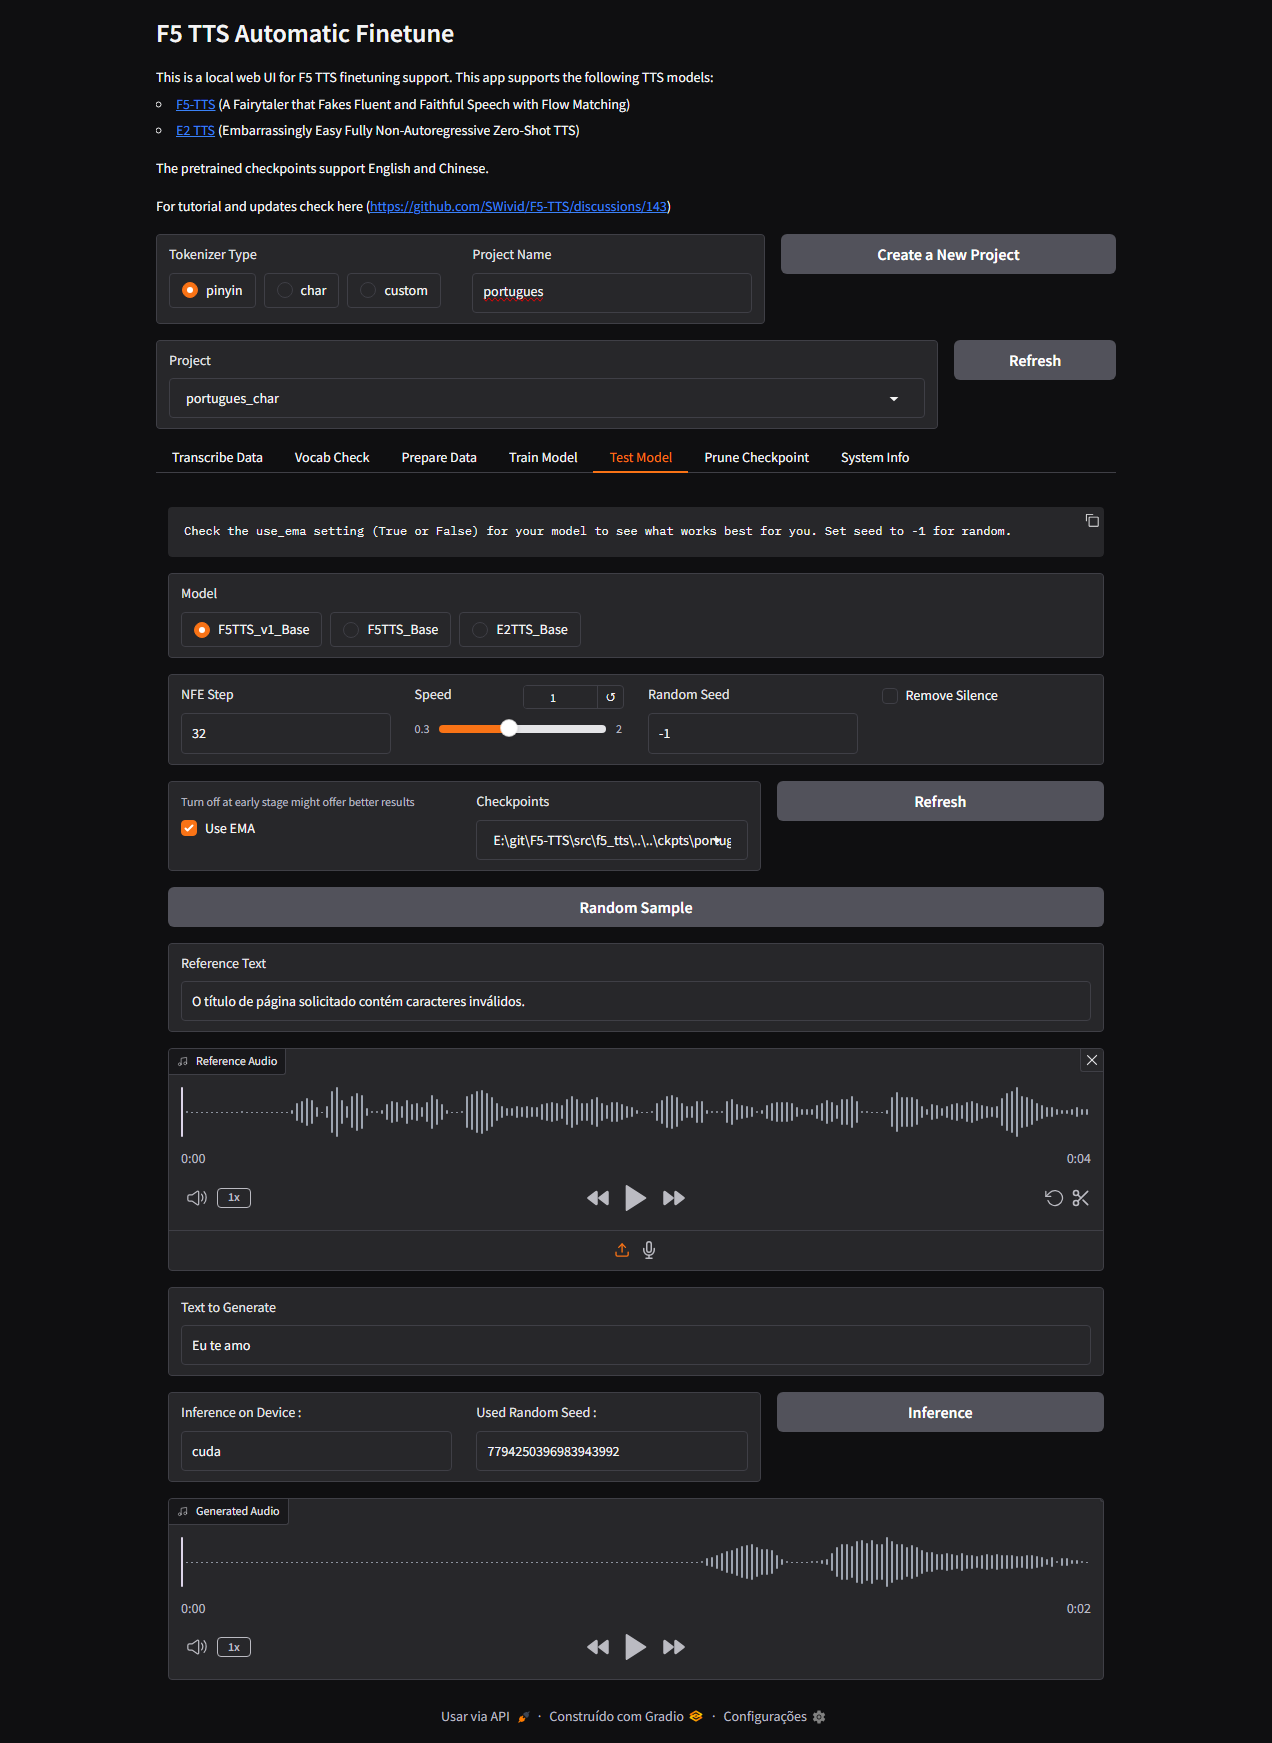 F5 TTS Automatic Finetune
This is a local web UI for F5 TTS finetuning support. This app supports the following TTS models:
F5-TTS (A Fairytaler that Fakes Fluent and Faithful Speech with Flow Matching)
E2 TTS (Embarrassingly Easy Fully Non-Autoregressive Zero-Shot TTS)
The pretrained checkpoints support English and Chinese.
For tutorial and updates check here (https://github.com/SWivid/F5-TTS/discussions/143)
Tokenizer Type
pinyin char custom
Project Name
portugues
Create a New Project
Project
portugues_char
Refresh
Transcribe Data Vocab Check Prepare Data Train Model Test Model Prune Checkpoint System Info
Check the use_ema setting (True or False) for your model to see what works best for you. Set seed to -1 for random.
Model
F5TTS_v1_Base F5TTS_Base E2TTS_Base
NFE Step
32
Speed
1
0.3 2
Random Seed
-1
Remove Silence
Turn off at early stage might offer better results
Use EMA
Checkpoints
E:\git\F5-TTS\src\f5_tts\..\..\ckpts\portug
Refresh
Random Sample
Reference Text
O título de página solicitado contém caracteres inválidos.
Reference Audio
0:00 0:04
1x
Text to Generate
Eu te amo
Inference on Device :
cuda
Used Random Seed :
7794250396983943992
Inference
Generated Audio
0:00 0:02
1x
Usar via API · Construído com Gradio · Configurações